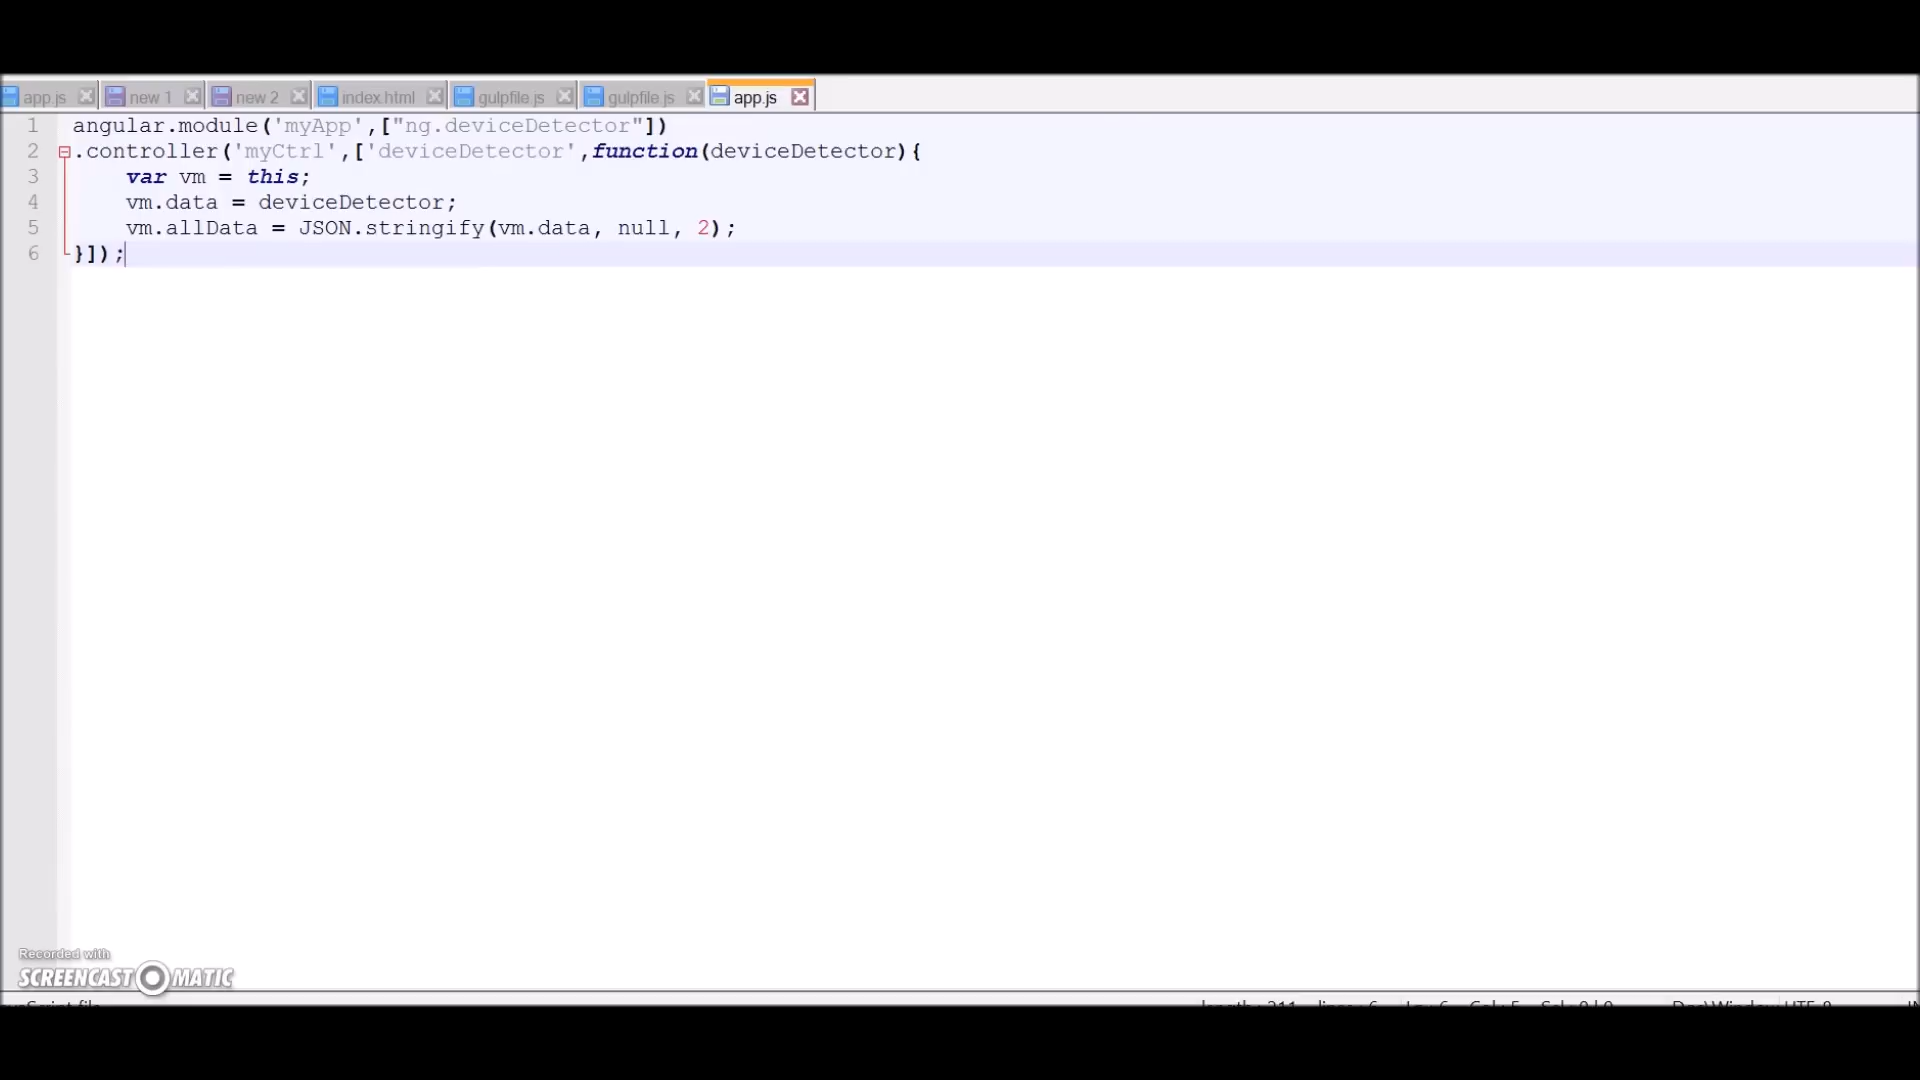 app.js new 1 new 2 index.html gulpfile.js gulpfile.js app.js
1 angular.module('myApp',["ng.deviceDetector"])
2 .controller('myCtrl',['deviceDetector',function(deviceDetector){
3 var vm = this;
4 vm.data = deviceDetector;
5 vm.allData = JSON.stringify(vm.data, null, 2);
6 }]);
Recorded with
SCREENCAST MATIC